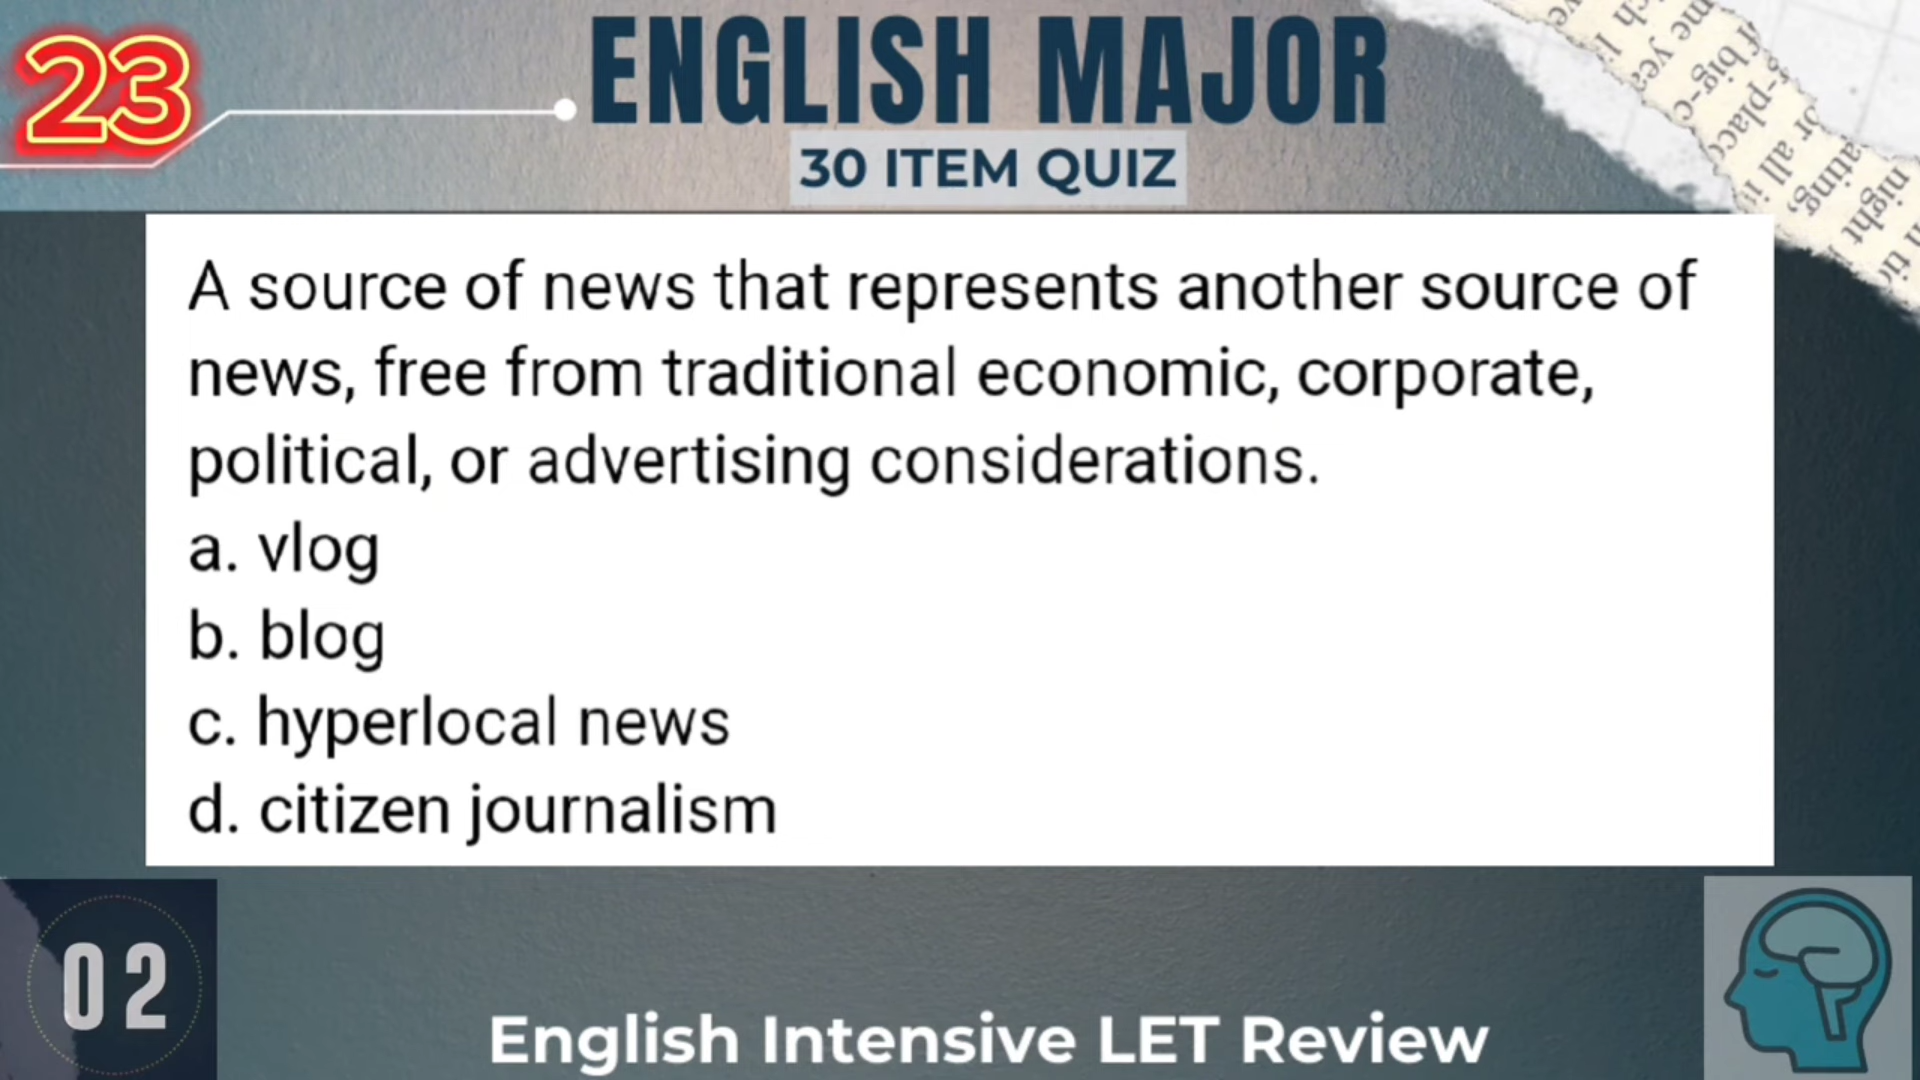 23
ENGLISH MAJOR
30 ITEM QUIZ
A source of news that represents another source of
news, free from traditional economic, corporate,
political, or advertising considerations.
a. vlog
b. blog
c. hyperlocal news
d. citizen journalism
02
English Intensive LET Review